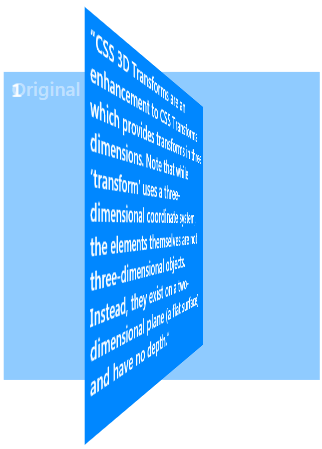 Original
1
"CSS 3D Transforms are an
enhancement to CSS Transforms
which provides transforms in three
dimensions. Note that while
'transform' uses a three-
dimensional coordinate system
the elements themselves are not
three-dimensional objects.
Instead, they exist on a two-
dimensional plane (a flat surface)
and have no depth."